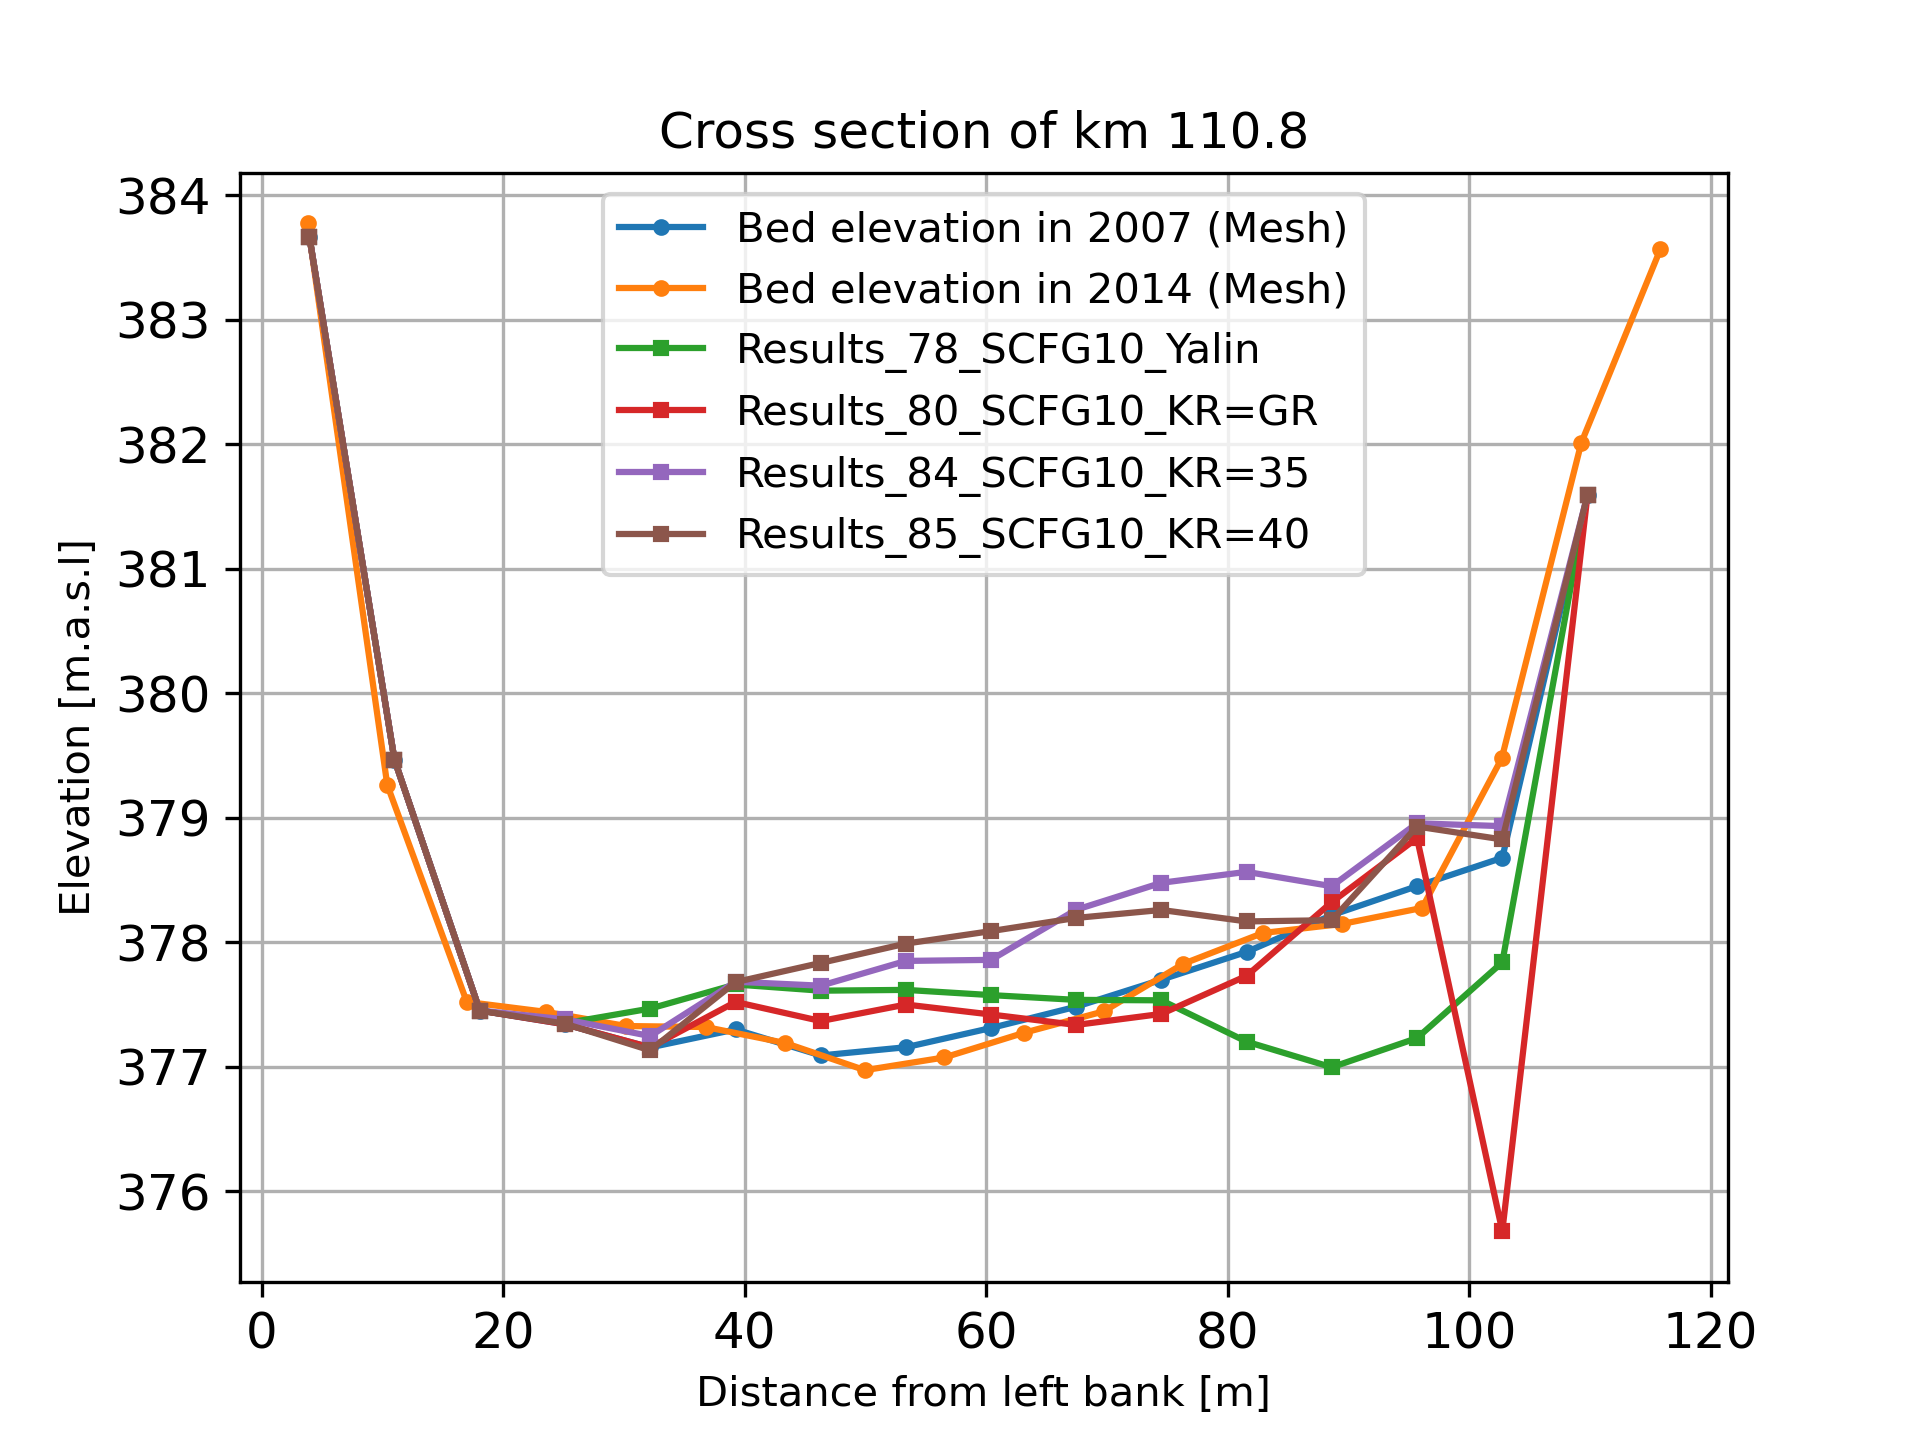 Cross section of km 110.8
Bed elevation in 2007 (Mesh)
Bed elevation in 2014 (Mesh)
Results_78_SCFG10_Yalin
Results_80_SCFG10_KR=GR
Results_84_SCFG10_KR=35
Results_85_SCFG10_KR=40
Elevation [m.a.s.l]
384
383
382
381
380
379
378
377
376
0 20 40 60 80 100 120
Distance from left bank [m]